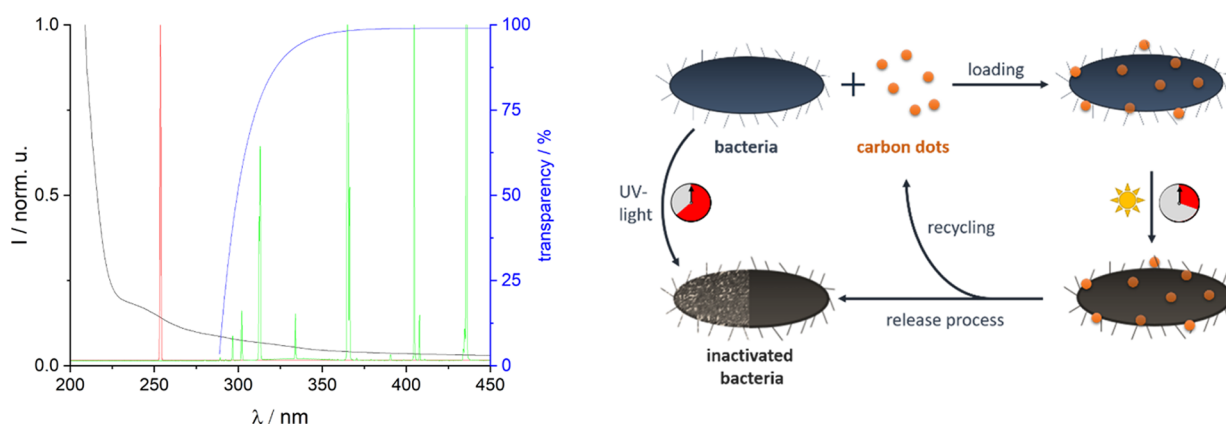 1.0
0.5
0.0
I / norm. u.
200
250
300
350
400
450
λ / nm
100
75
50
25
0
transparency / %
bacteria
+
carbon dots
loading
UV-
light
recycling
release process
inactivated
bacteria